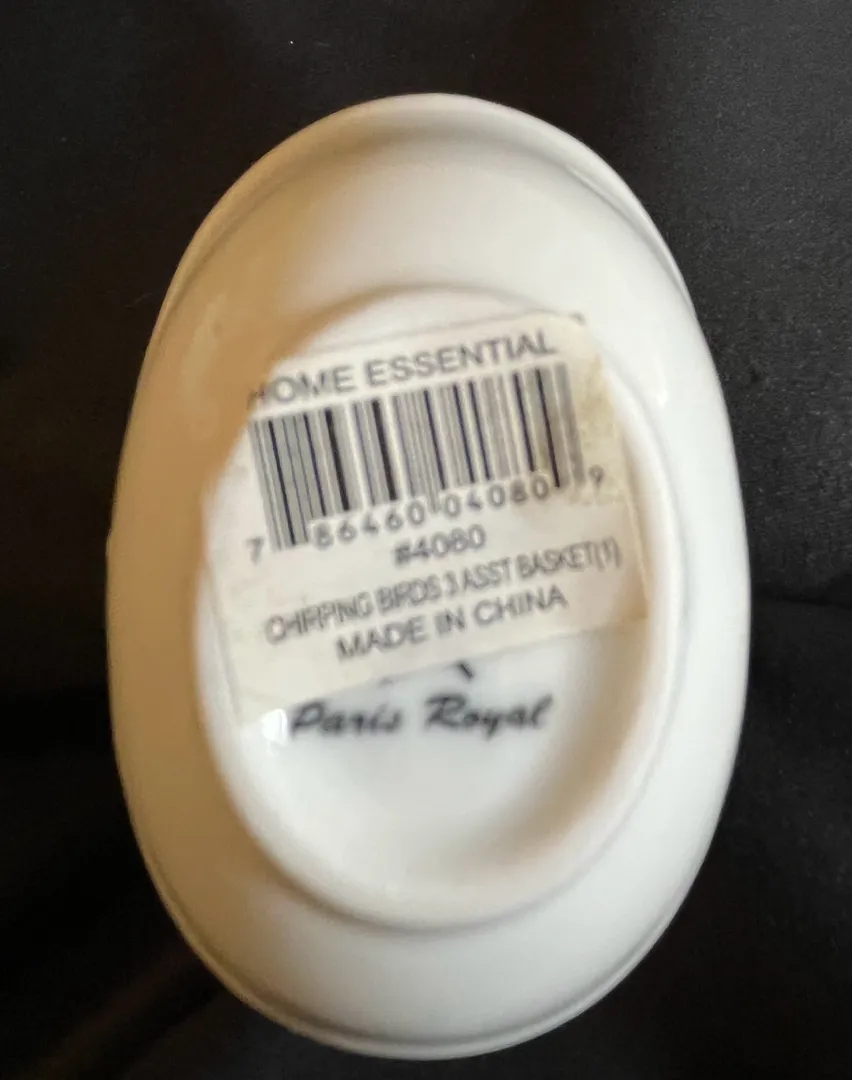 HOME ESSENTIAL
7 86460 04080 9
#4080
CHIRPING BIRDS 3 ASST BASKET(1)
MADE IN CHINA
Paris Royal